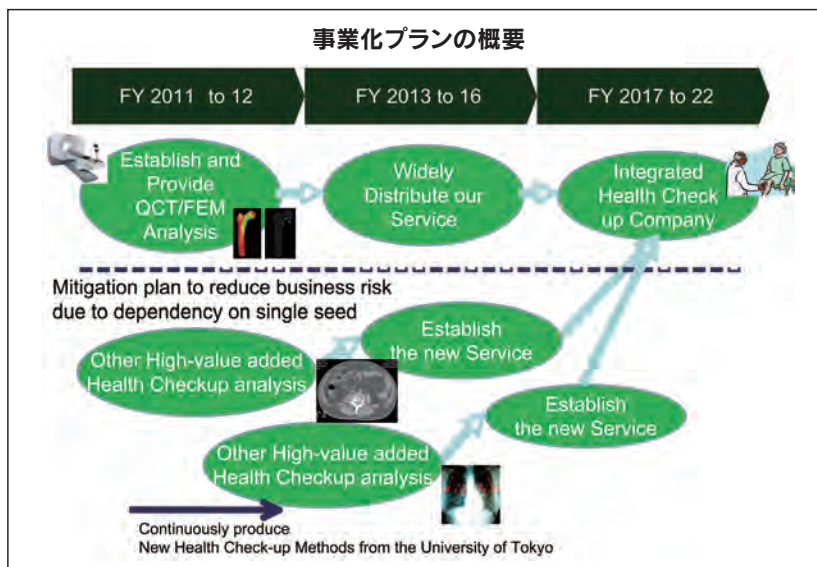 事業化プランの概要
FY 2011 to 12
FY 2013 to 16
FY 2017 to 22
Establish and
Provide
QCT/FEM
Analysis
Widely
Distribute our
Service
Integrated
Health Check
up Company
Mitigation plan to reduce business risk
due to dependency on single seed
Other High-value added
Health Checkup analysis
Establish
the new Service
Other High-value added
Health Checkup analysis
Establish
the new Service
Continuously produce
New Health Check-up Methods from the University of Tokyo